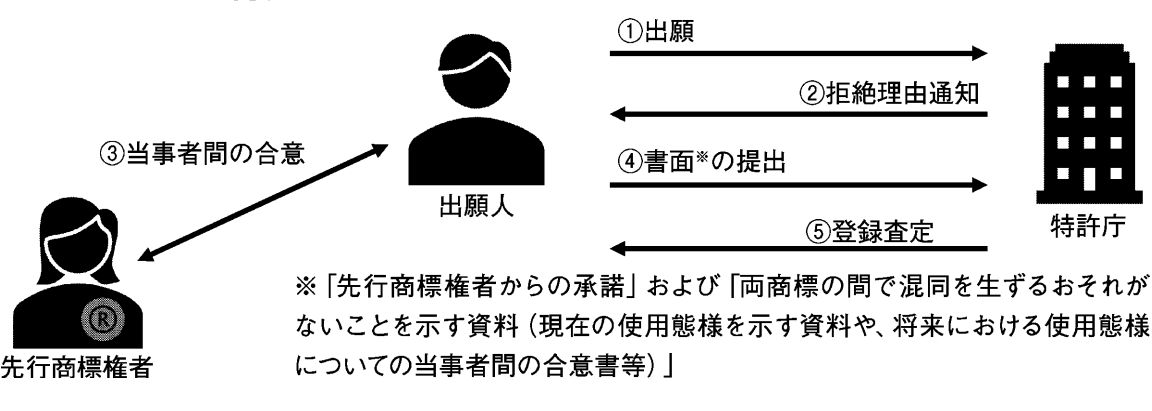 ①出願
②拒絶理由通知
③当事者間の合意
④書面※の提出
出願人
⑤登録査定
特許庁
®
先行商標権者
※「先行商標権者からの承諾」および「両商標の間で混同を生ずるおそれが
ないことを示す資料（現在の使用態様を示す資料や、将来における使用態様
についての当事者間の合意書等）」